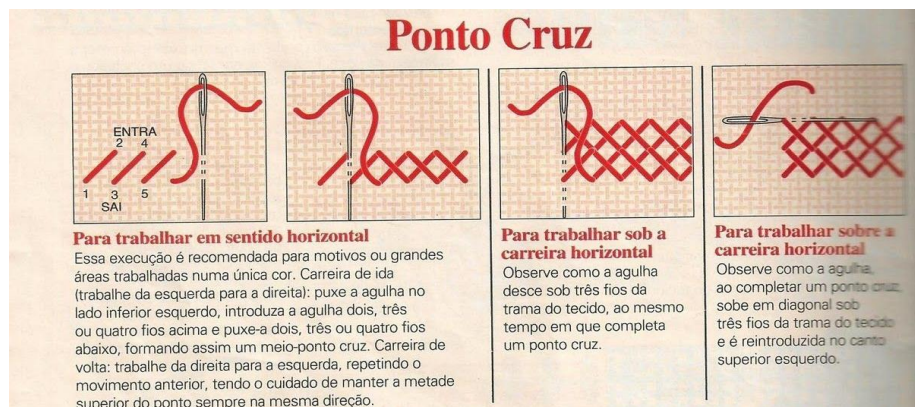 Ponto Cruz
ENTRA
2 4
1 3 5
SAI
Para trabalhar em sentido horizontal
Essa execução é recomendada para motivos ou grandes
áreas trabalhadas numa única cor. Carreira de ida
(trabalhe da esquerda para a direita): puxe a agulha no
lado inferior esquerdo, introduza a agulha dois, três
ou quatro fios acima e puxe-a dois, três ou quatro fios
abaixo, formando assim um meio-ponto cruz. Carreira de
volta: trabalhe da direita para a esquerda, repetindo o
movimento anterior, tendo o cuidado de manter a metade
superior do ponto sempre na mesma direção.
Para trabalhar sob a
carreira horizontal
Observe como a agulha
desce sob três fios da
trama do tecido, ao mesmo
tempo em que completa
um ponto cruz.
Para trabalhar sobre a
carreira horizontal
Observe como a agulha,
ao completar um ponto cruz,
sobe em diagonal sob
três fios da trama do tecido
e é reintroduzida no canto
superior esquerdo.